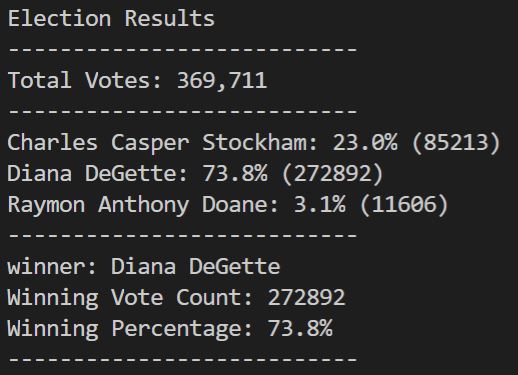 Election Results
---------------------------
Total Votes: 369,711
---------------------------
Charles Casper Stockham: 23.0% (85213)
Diana DeGette: 73.8% (272892)
Raymon Anthony Doane: 3.1% (11606)
---------------------------
winner: Diana DeGette
Winning Vote Count: 272892
Winning Percentage: 73.8%
---------------------------